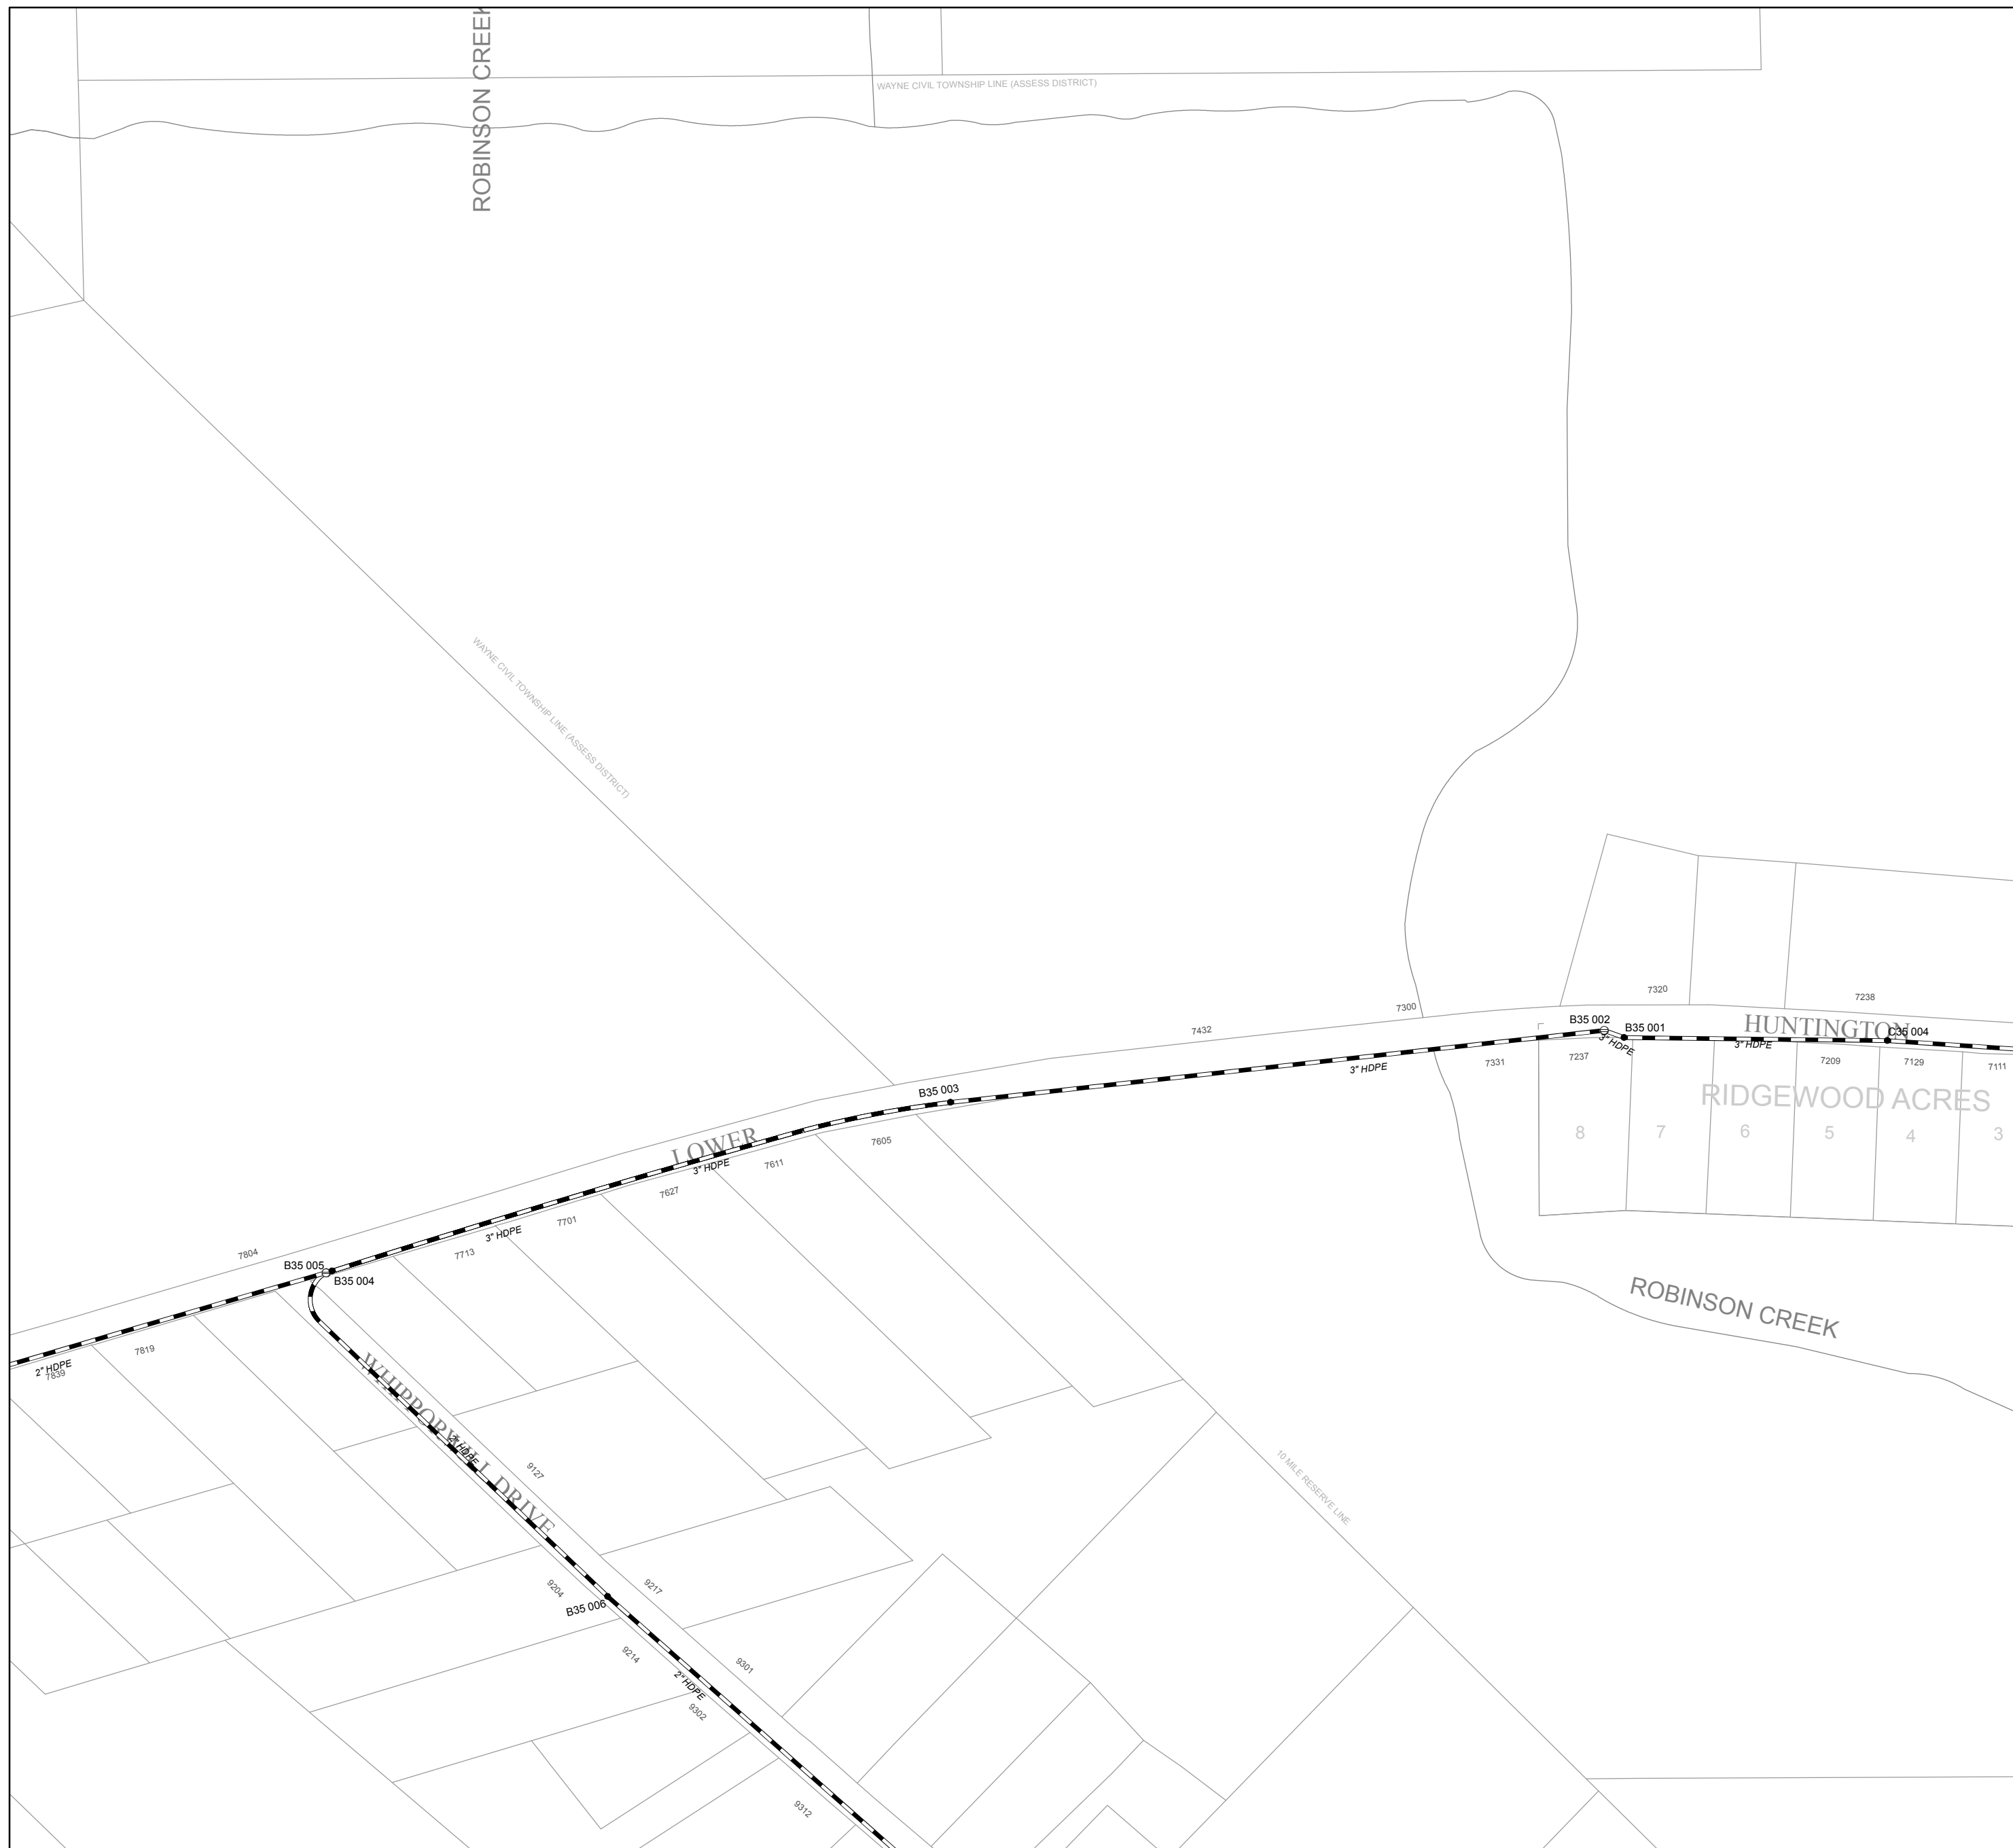 ROBINSON CREEK
WAYNE CIVIL TOWNSHIP LINE (ASSESS DISTRICT)
WAYNE CIVIL TOWNSHIP LINE (ASSESS DISTRICT)
7320
7238
7300
7432
B35 002
B35 001
HUNTINGTON
C35 004
3" HDPE
3" HDPE
7237
7209
7129
7111
7331
3" HDPE
RIDGEWOOD ACRES
8
7
6
5
4
3
B35 003
LOWER
7605
3" HDPE
7611
7627
7701
3" HDPE
7713
7804
B35 005
B35 004
ROBINSON CREEK
7819
2" HDPE
7839
WHIPPORWILL DRIVE
2" HDPE
9127
10 MILE RESERVE LINE
9204
9217
B35 006
9214
9301
2" HDPE
9302
9312